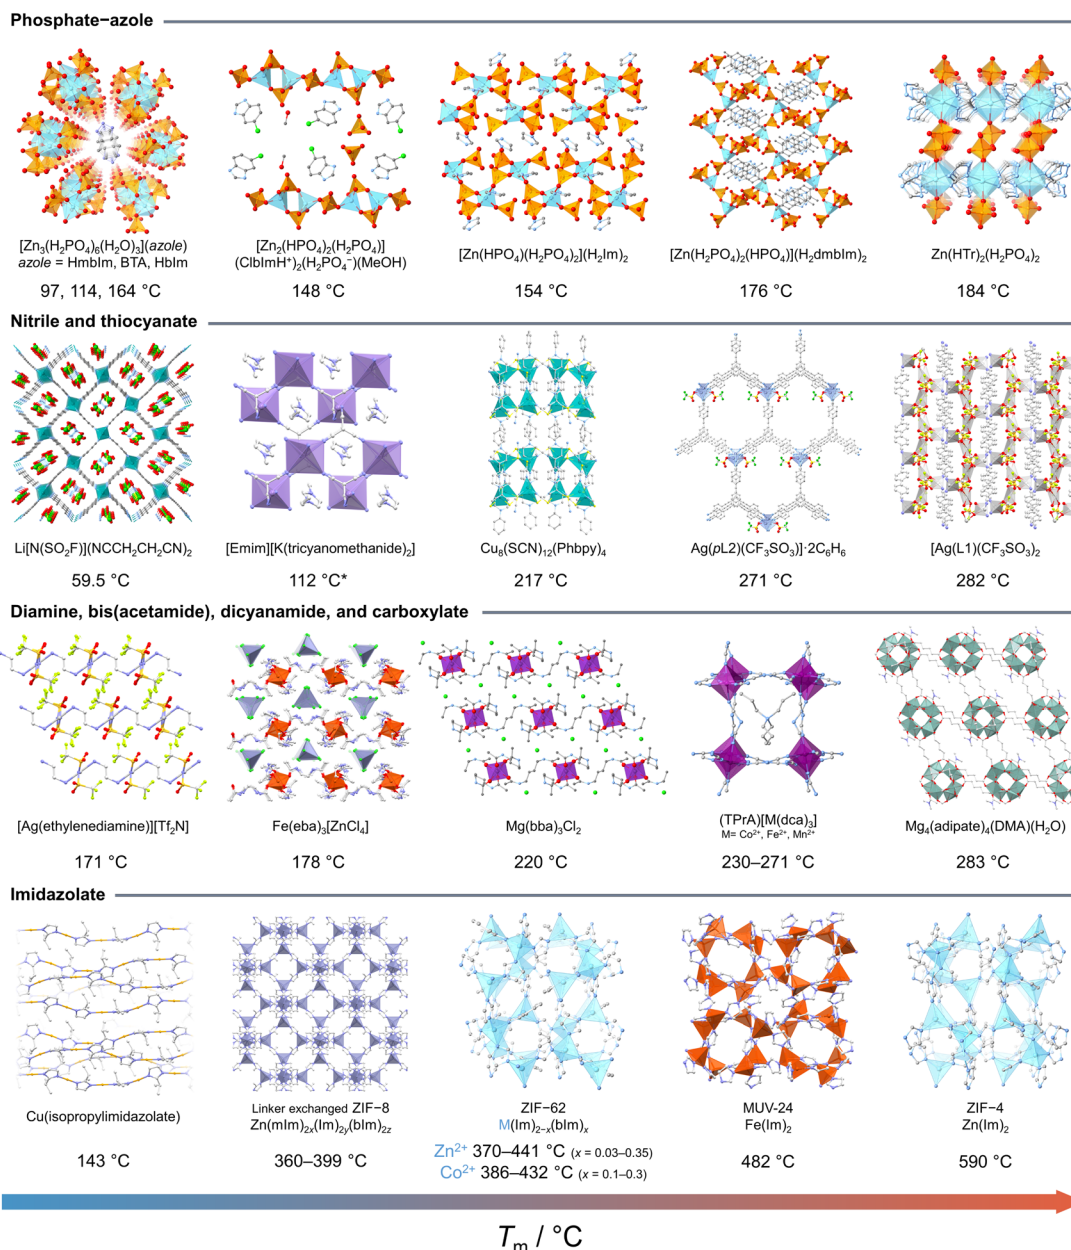 Phosphate−azole
[Zn₃(H₂PO₄)₆(H₂O)₃](azole)
azole = HmbIm, BTA, HbIm
97, 114, 164 °C
[Zn₂(HPO₄)₂(H₂PO₄)]
(ClbImH⁺)₂(H₂PO₄⁻)(MeOH)
148 °C
[Zn(HPO₄)(H₂PO₄)₂](H₂Im)₂
154 °C
[Zn(H₂PO₄)₂(HPO₄)](H₂dmbIm)₂
176 °C
Zn(HTr)₂(H₂PO₄)₂
184 °C
Nitrile and thiocyanate
Li[N(SO₂F)](NCCH₂CH₂CN)₂
59.5 °C
[Emim][K(tricyanomethanide)₂]
112 °C*
Cu₈(SCN)₁₂(Phbpy)₄
217 °C
Ag(pL2)(CF₃SO₃)]·2C₆H₆
271 °C
[Ag(L1)(CF₃SO₃)₂
282 °C
Diamine, bis(acetamide), dicyanamide, and carboxylate
[Ag(ethylenediamine)][Tf₂N]
171 °C
Fe(eba)₃[ZnCl₄]
178 °C
Mg(bba)₃Cl₂
220 °C
(TPrA)[M(dca)₃]
M= Co²⁺, Fe²⁺, Mn²⁺
230–271 °C
Mg₄(adipate)₄(DMA)(H₂O)
283 °C
Imidazolate
Cu(isopropylimidazolate)
143 °C
Linker exchanged ZIF−8
Zn(mIm)₂ₓ(Im)₂y(bIm)₂z
360–399 °C
ZIF−62
M(Im)₂₋ₓ(bIm)ₓ
Zn²⁺ 370–441 °C (x = 0.03–0.35)
Co²⁺ 386–432 °C (x = 0.1–0.3)
MUV-24
Fe(Im)₂
482 °C
ZIF−4
Zn(Im)₂
590 °C
Tₘ / °C